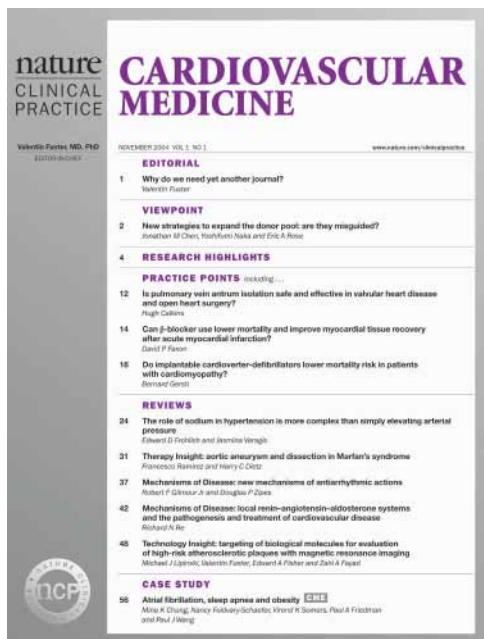 nature
CLINICAL
PRACTICE
CARDIOVASCULAR
MEDICINE
Valentin Fuster, MD, PhD
EDITOR-IN-CHIEF
NOVEMBER 2004 VOL 1 NO 1
www.nature.com/clinicalpractice
EDITORIAL
1 Why do we need yet another journal?
Valentin Fuster
VIEWPOINT
2 New strategies to expand the donor pool: are they misguided?
Jonathan M Chen, Yoshifumi Naka and Eric A Rose
4 RESEARCH HIGHLIGHTS
PRACTICE POINTS including...
12 Is pulmonary vein antrum isolation safe and effective in valvular heart disease
and open heart surgery?
Hugh Calkins
14 Can β-blocker use lower mortality and improve myocardial tissue recovery
after acute myocardial infarction?
David P Faxon
16 Do implantable cardioverter-defibrillators lower mortality risk in patients
with cardiomyopathy?
Bernard Gersh
REVIEWS
24 The role of sodium in hypertension is more complex than simply elevating arterial
pressure
Edward D Frohlich and Jasmina Varagic
31 Therapy Insight: aortic aneurysm and dissection in Marfan's syndrome
Francesco Ramirez and Harry C Dietz
37 Mechanisms of Disease: new mechanisms of antiarrhythmic actions
Robert F Gilmour Jr and Douglas P Zipes
42 Mechanisms of Disease: local renin–angiotensin–aldosterone systems
and the pathogenesis and treatment of cardiovascular disease
Richard N Re
48 Technology Insight: targeting of biological molecules for evaluation
of high-risk atherosclerotic plaques with magnetic resonance imaging
Michael J Lipinski, Valentin Fuster, Edward A Fisher and Zahi A Fayad
CASE STUDY
56 Atrial fibrillation, sleep apnea and obesity CME
Mina K Chung, Nancy Foldvary-Schaefer, Virend K Somers, Paul A Friedman
and Paul J Wang
ncp